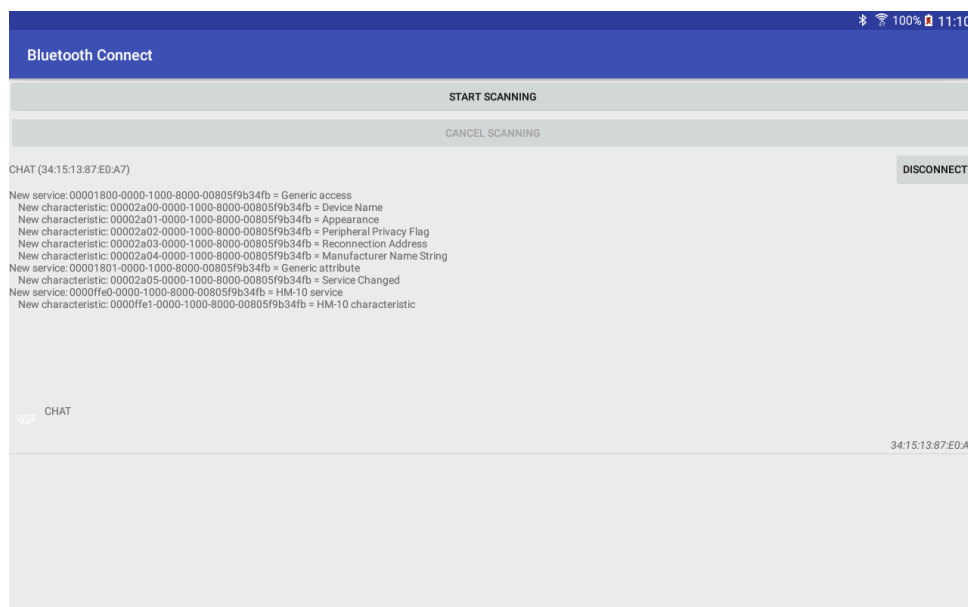 100% 11:10
Bluetooth Connect
START SCANNING
CANCEL SCANNING
CHAT (34:15:13:87:E0:A7)
DISCONNECT
New service: 00001800-0000-1000-8000-00805f9b34fb = Generic access
New characteristic: 00002a00-0000-1000-8000-00805f9b34fb = Device Name
New characteristic: 00002a01-0000-1000-8000-00805f9b34fb = Appearance
New characteristic: 00002a02-0000-1000-8000-00805f9b34fb = Peripheral Privacy Flag
New characteristic: 00002a03-0000-1000-8000-00805f9b34fb = Reconnection Address
New characteristic: 00002a04-0000-1000-8000-00805f9b34fb = Manufacturer Name String
New service: 00001801-0000-1000-8000-00805f9b34fb = Generic attribute
New characteristic: 00002a05-0000-1000-8000-00805f9b34fb = Service Changed
New service: 0000ffe0-0000-1000-8000-00805f9b34fb = HM-10 service
New characteristic: 0000ffe1-0000-1000-8000-00805f9b34fb = HM-10 characteristic
CHAT
34:15:13:87:E0:A